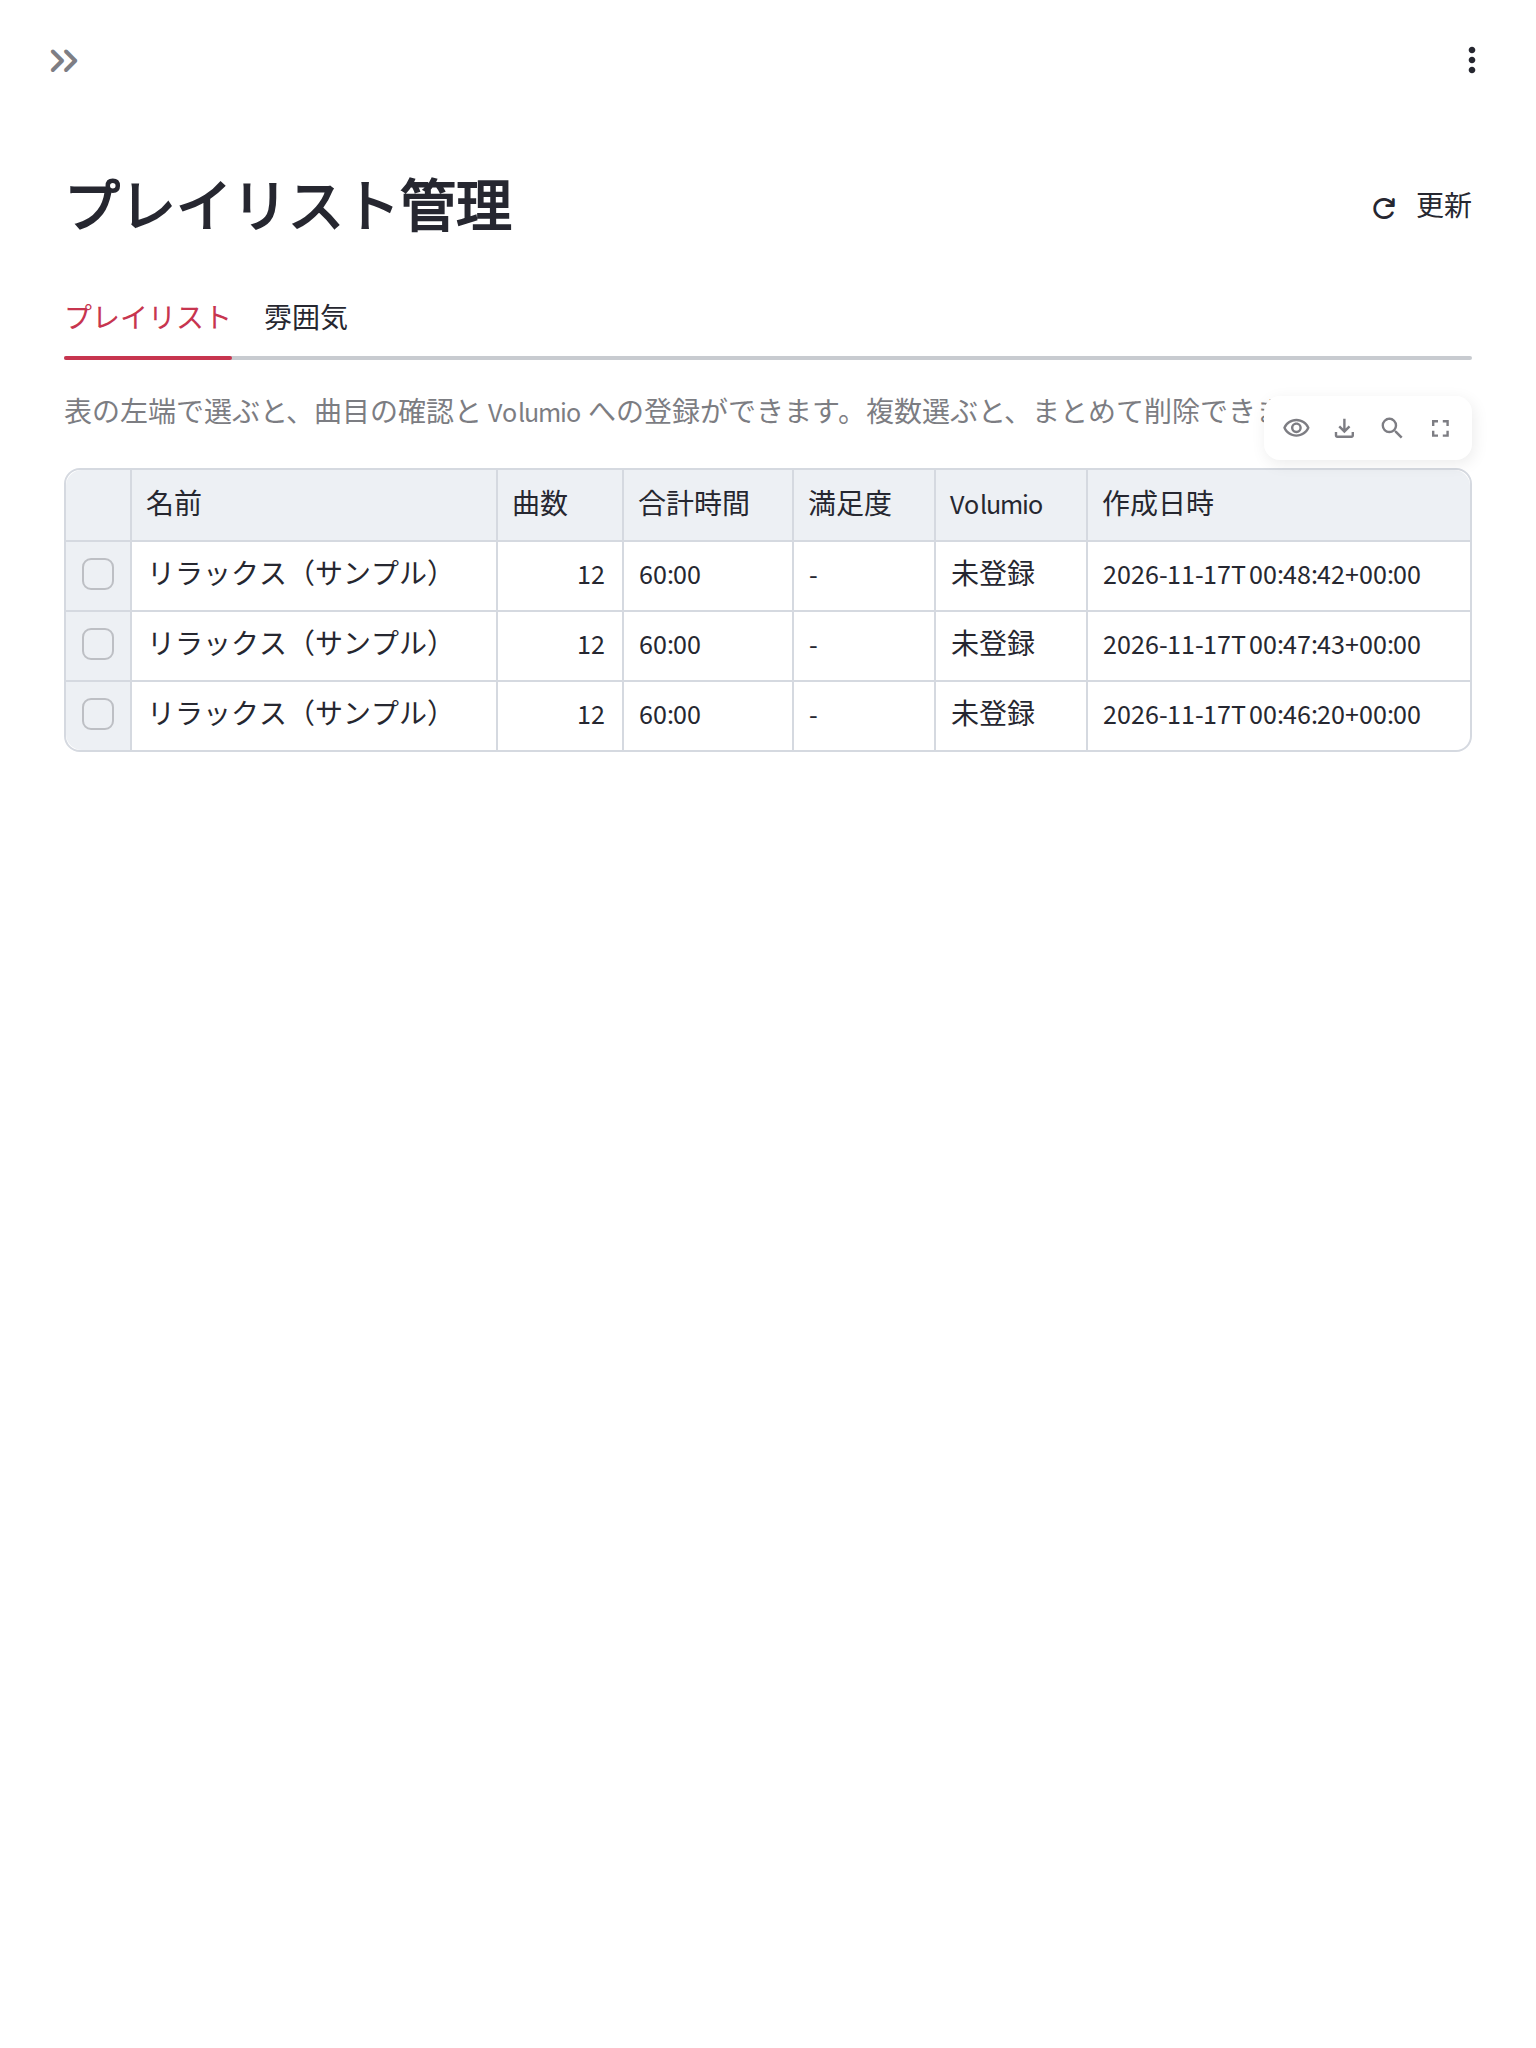 プレイリスト管理
更新
プレイリスト 雰囲気
表の左端で選ぶと、曲目の確認と Volumio への登録ができます。複数選ぶと、まとめて削除でき
名前 曲数 合計時間 満足度 Volumio 作成日時
リラックス（サンプル） 12 60:00 - 未登録 2026-11-17T00:48:42+00:00
リラックス（サンプル） 12 60:00 - 未登録 2026-11-17T00:47:43+00:00
リラックス（サンプル） 12 60:00 - 未登録 2026-11-17T00:46:20+00:00